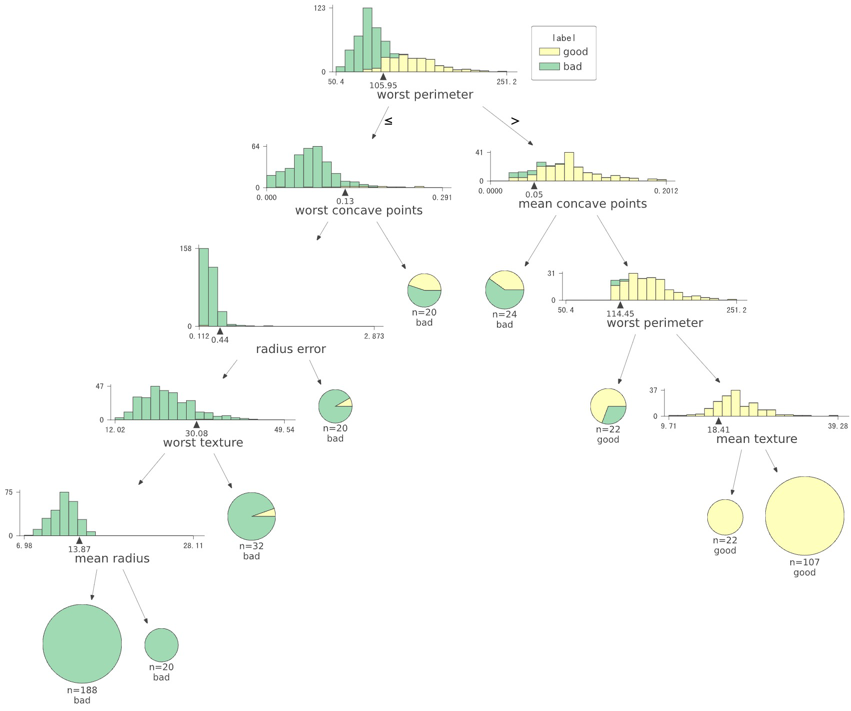 123
0
50.4
105.95
251.2
worst perimeter
label
good
bad
≤
>
64
0
0.000
0.13
0.291
worst concave points
41
0
0.0000
0.05
0.2012
mean concave points
158
0
0.112
0.44
2.873
radius error
n=20
bad
n=24
bad
31
0
50.4
114.45
251.2
worst perimeter
47
0
12.02
30.08
49.54
worst texture
n=20
bad
n=22
good
37
0
9.71
18.41
39.28
mean texture
75
0
6.98
13.87
28.11
mean radius
n=32
bad
n=22
good
n=107
good
n=188
bad
n=20
bad